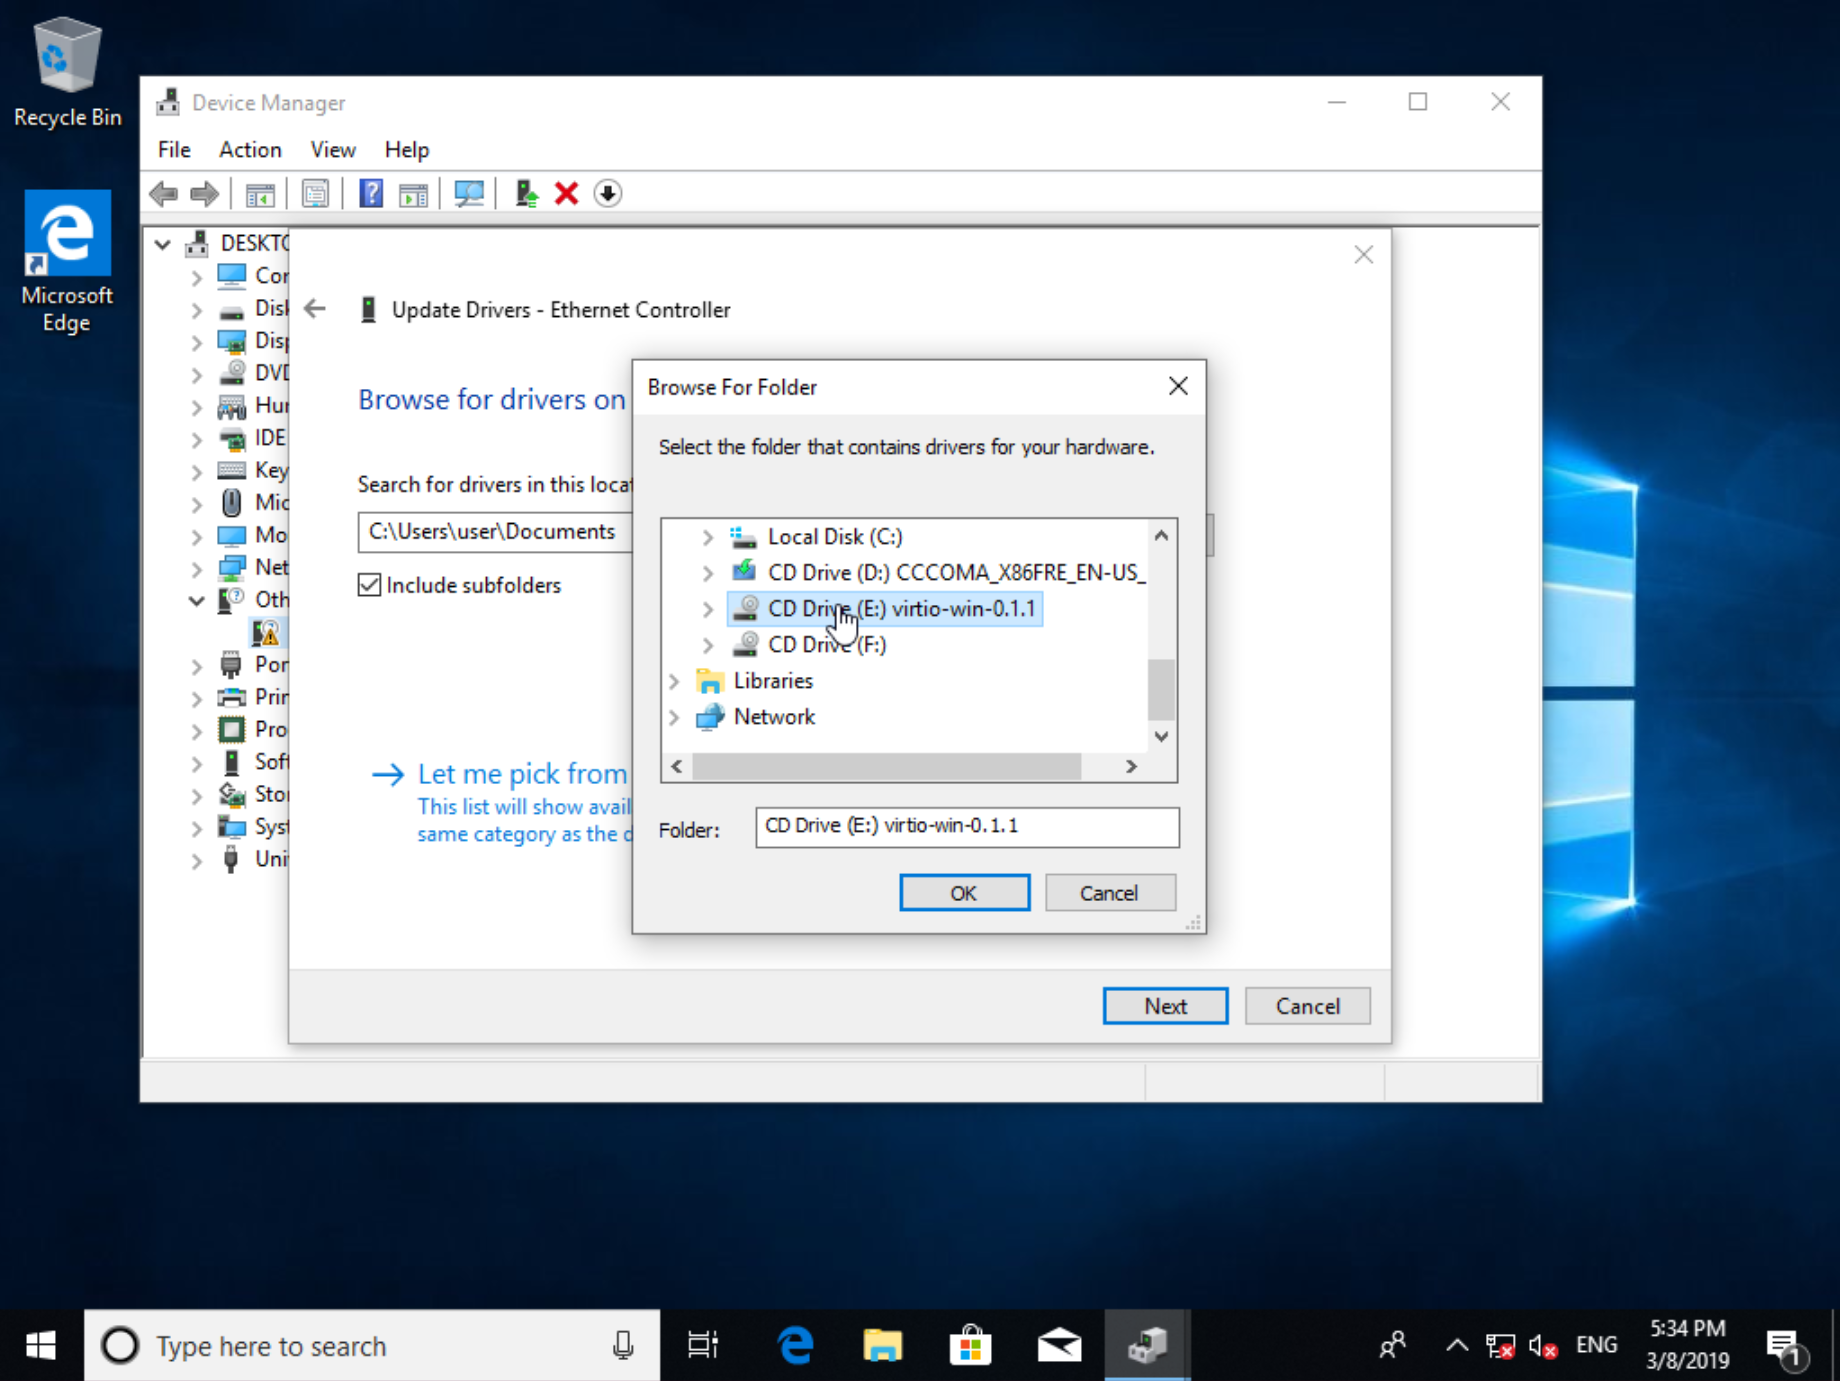 Recycle Bin
Microsoft
Edge
Device Manager
File Action View Help
DESKTO
Cor
Disk
Disp
DVD
Hur
IDE
Key
Mic
Mo
Net
Oth
Por
Prin
Pro
Soft
Stor
Syst
Uni
Update Drivers - Ethernet Controller
Browse for drivers on
Search for drivers in this locat
C:\Users\user\Documents
Include subfolders
Let me pick from
This list will show avail
same category as the d
Next
Cancel
Browse For Folder
Select the folder that contains drivers for your hardware.
Local Disk (C:)
CD Drive (D:) CCCOMA_X86FRE_EN-US_
CD Drive (E:) virtio-win-0.1.1
CD Drive (F:)
Libraries
Network
Folder: CD Drive (E:) virtio-win-0.1.1
OK
Cancel
Type here to search
ENG
5:34 PM
3/8/2019
1